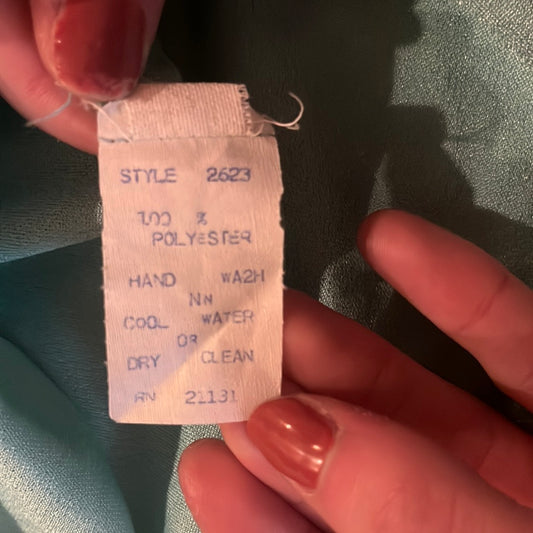 STYLE 2623
100 %
POLYESTER
HAND WA2H
NN
COOL WATER
OR
DRY CLEAN
RN 21131